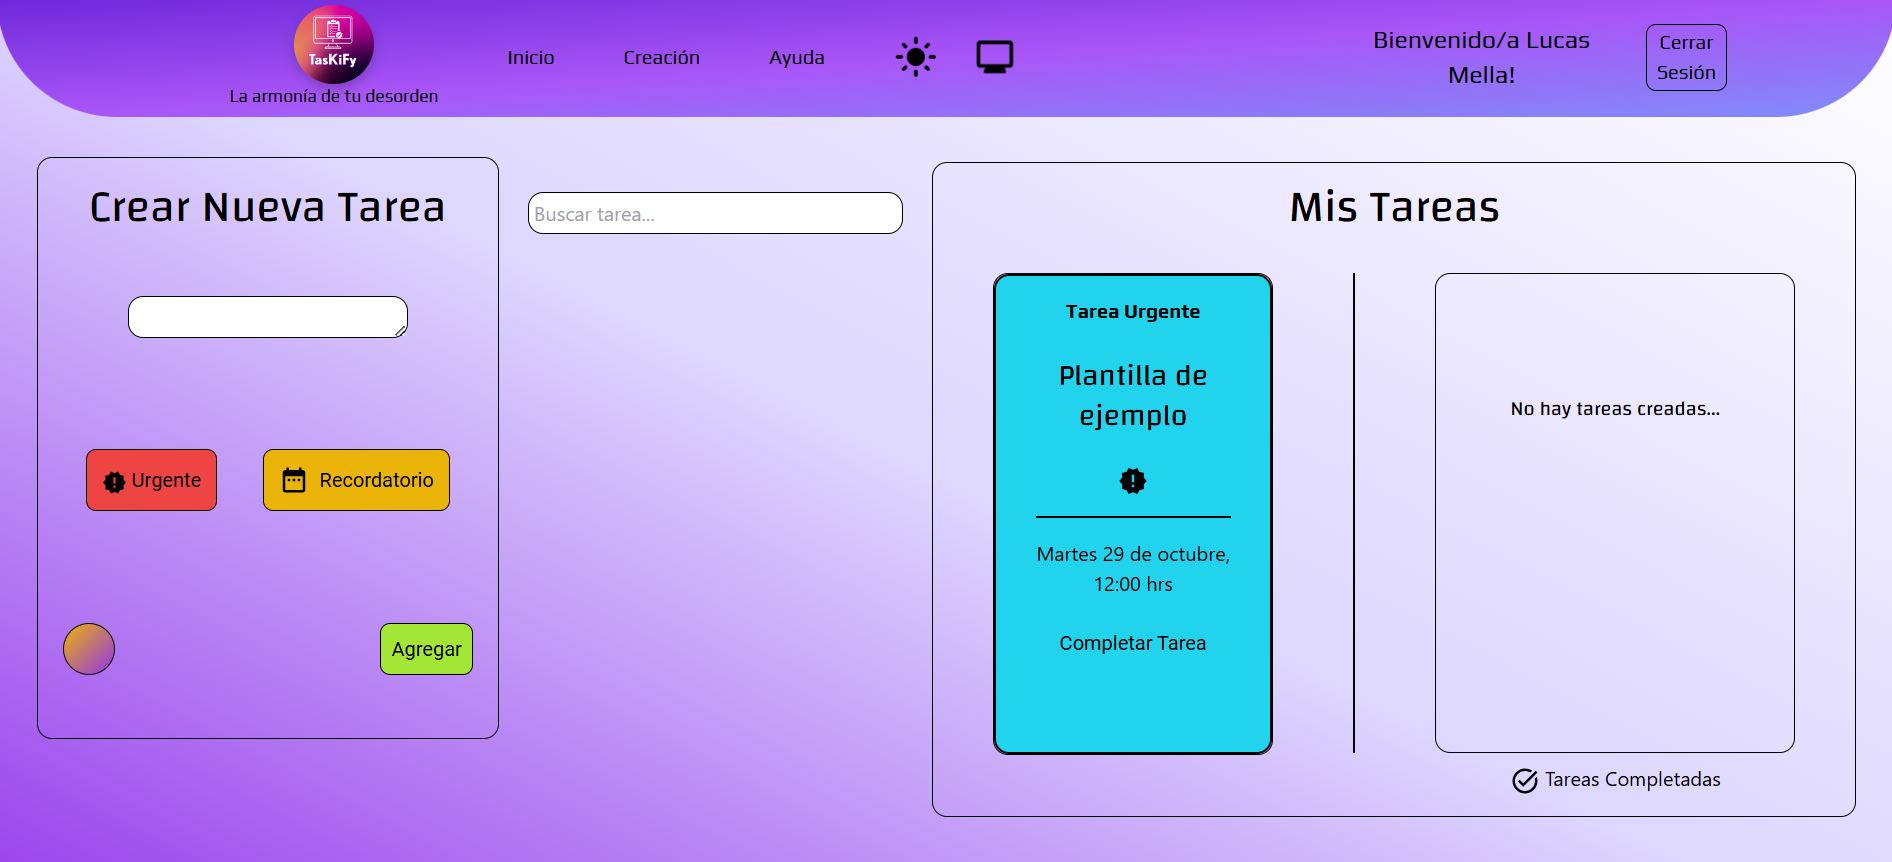 TasKiFy
La armonía de tu desorden
Inicio
Creación
Ayuda
Bienvenido/a Lucas
Mella!
Cerrar
Sesión
Crear Nueva Tarea
Urgente
Recordatorio
Agregar
Buscar tarea...
Mis Tareas
Tarea Urgente
Plantilla de
ejemplo
Martes 29 de octubre,
12:00 hrs
Completar Tarea
No hay tareas creadas...
Tareas Completadas